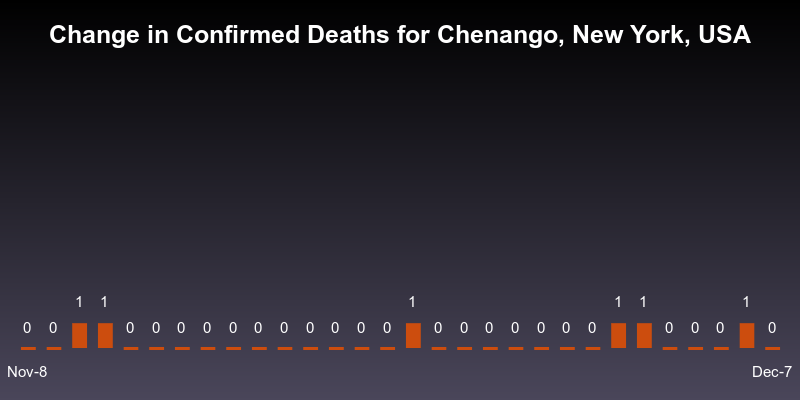 Change in Confirmed Deaths for Chenango, New York, USA
1 1 1 1 1 1
0 0 0 0 0 0 0 0 0 0 0 0 0 0 0 0 0 0 0 0 0 0 0 0
Nov-8 Dec-7